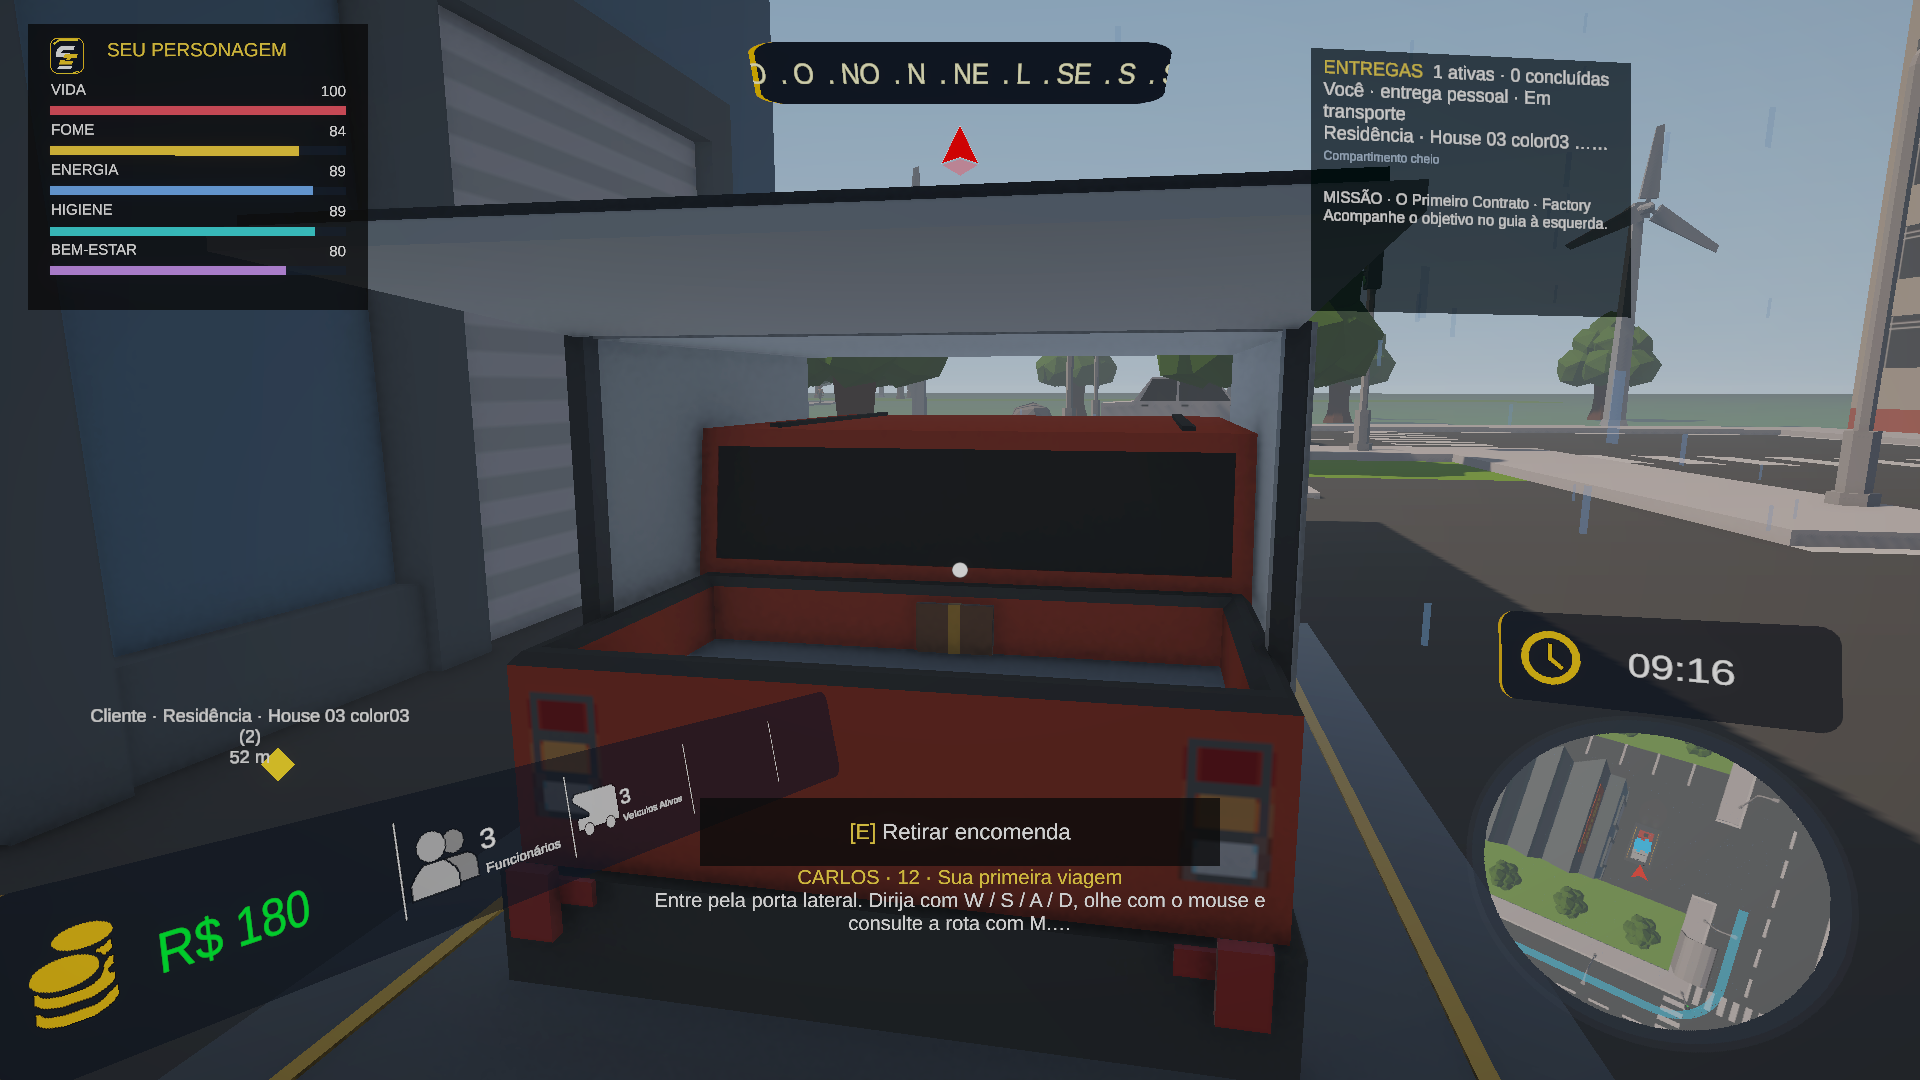 SEU PERSONAGEM
VIDA 100
FOME 84
ENERGIA 89
HIGIENE 89
BEM-ESTAR 80
. O . NO . N . NE . L . SE . S .
ENTREGAS 1 ativas · 0 concluídas
Você · entrega pessoal · Em
transporte
Residência · House 03 color03 ......
Compartimento cheio
MISSÃO · O Primeiro Contrato · Factory
Acompanhe o objetivo no guia à esquerda.
09:16
Cliente · Residência · House 03 color03
(2)
52 m
3
Funcionários
3
Veículos Ativos
R$ 180
[E] Retirar encomenda
CARLOS · 12 · Sua primeira viagem
Entre pela porta lateral. Dirija com W / S / A / D, olhe com o mouse e
consulte a rota com M....